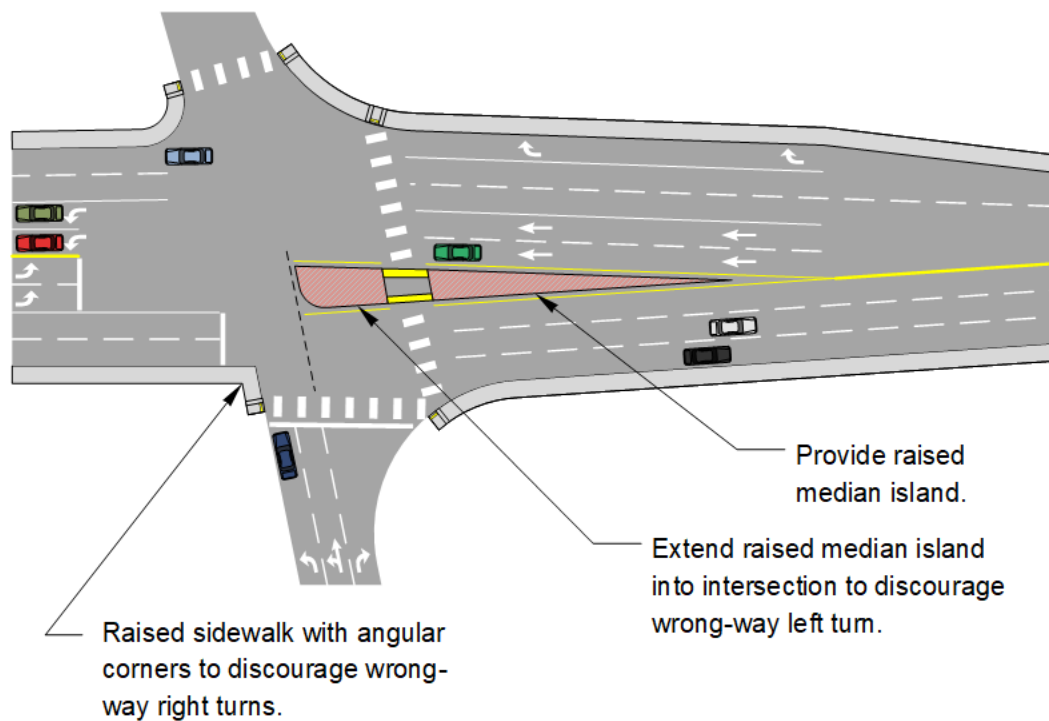 Provide raised
median island.
Extend raised median island
into intersection to discourage
wrong-way left turn.
Raised sidewalk with angular
corners to discourage wrong-
way right turns.